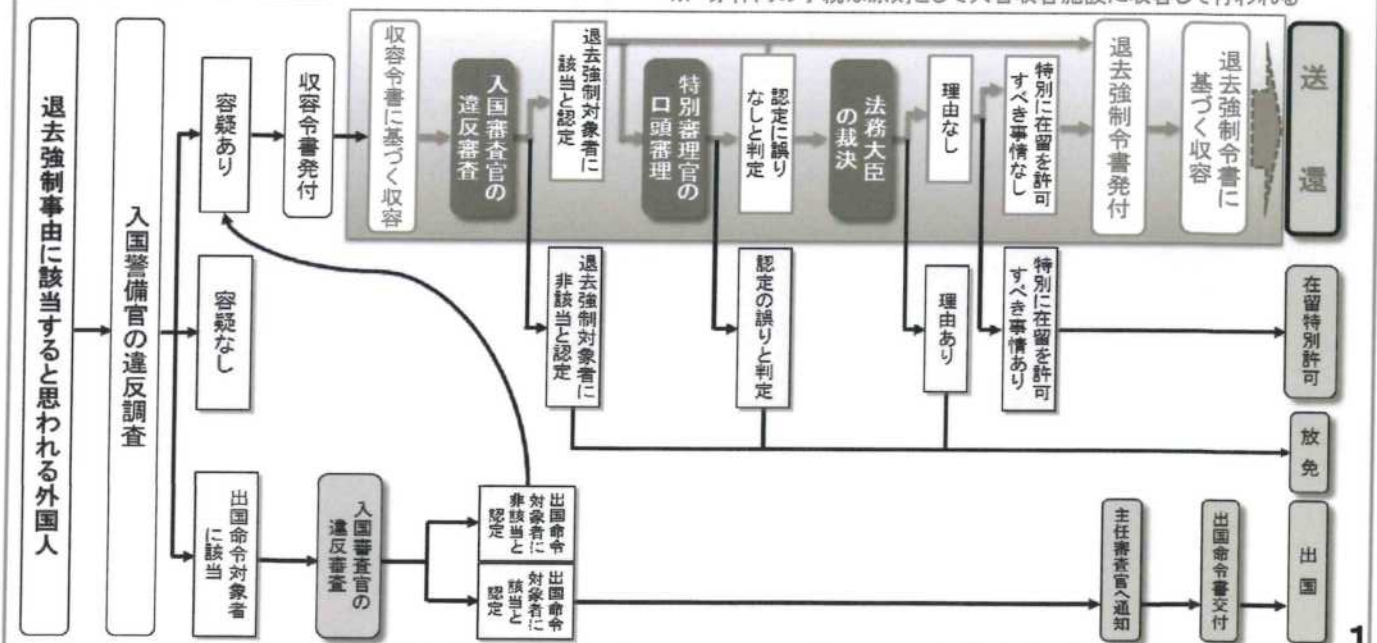 退去強制事由に該当すると思われる外国人
入国警備官の違反調査
容疑あり
収容令書発付
収容令書に基づく収容
入国審査官の
違反審査
退去強制対象者に
該当と認定
特別審理官の
口頭審理
認定に誤り
なしと判定
法務大臣
の裁決
理由なし
特別に在留を許可
すべき事情なし
退去強制令書発付
退去強制令書に
基づく収容
送還
容疑なし
退去強制対象者に
非該当と認定
認定の誤りと判定
理由あり
特別に在留を許可
すべき事情あり
在留特別許可
放免
出国命令対象者
に該当
入国審査官の
違反審査
出国命令
対象者に
非該当と
認定
出国命令
対象者に
該当と
認定
主任審査官へ通知
出国命令書交付
出国
1